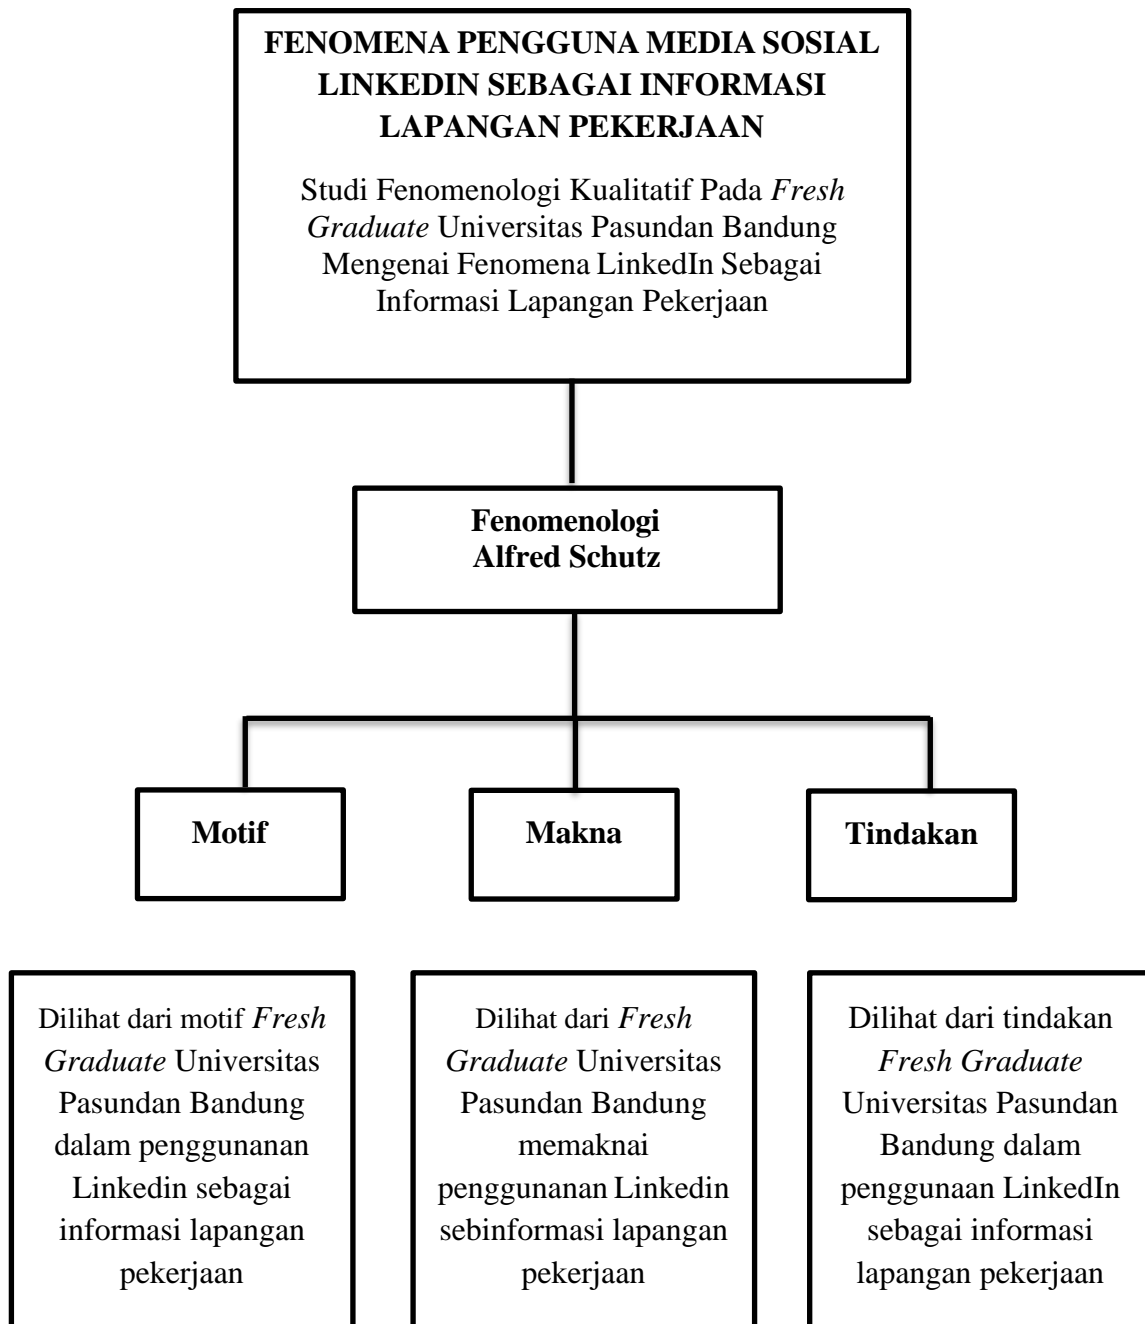 FENOMENA PENGGUNA MEDIA SOSIAL
LINKEDIN SEBAGAI INFORMASI
LAPANGAN PEKERJAAN
Studi Fenomenologi Kualitatif Pada Fresh
Graduate Universitas Pasundan Bandung
Mengenai Fenomena LinkedIn Sebagai
Informasi Lapangan Pekerjaan
Fenomenologi
Alfred Schutz
Motif
Makna
Tindakan
Dilihat dari motif Fresh
Graduate Universitas
Pasundan Bandung
dalam penggunanan
Linkedin sebagai
informasi lapangan
pekerjaan
Dilihat dari Fresh
Graduate Universitas
Pasundan Bandung
memaknai
penggunanan Linkedin
sebinformasi lapangan
pekerjaan
Dilihat dari tindakan
Fresh Graduate
Universitas Pasundan
Bandung dalam
penggunaan LinkedIn
sebagai informasi
lapangan pekerjaan